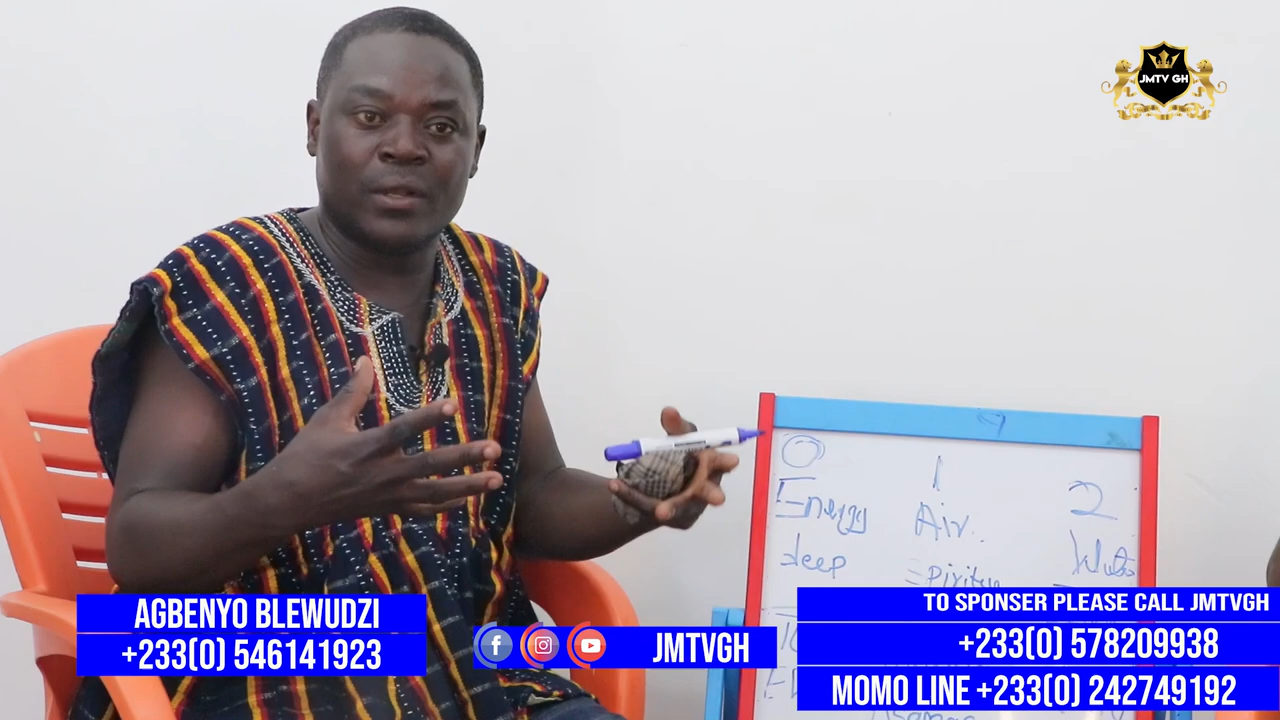 JMTV GH
9
0 1 2
Energy Air.
deep
AGBENYO BLEWUDZI
+233(0) 546141923
JMTVGH
TO SPONSER PLEASE CALL JMTVGH
+233(0) 578209938
MOMO LINE +233(0) 242749192